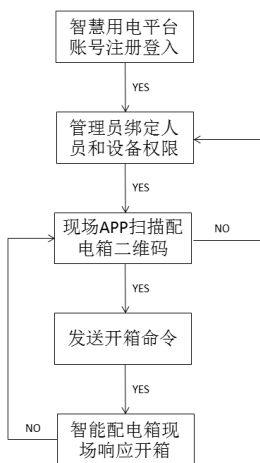 智慧用电平台
账号注册登入
YES
管理员绑定人
员和设备权限
YES
现场APP扫描配
电箱二维码
NO
YES
发送开箱命令
YES
NO
智能配电箱现
场响应开箱